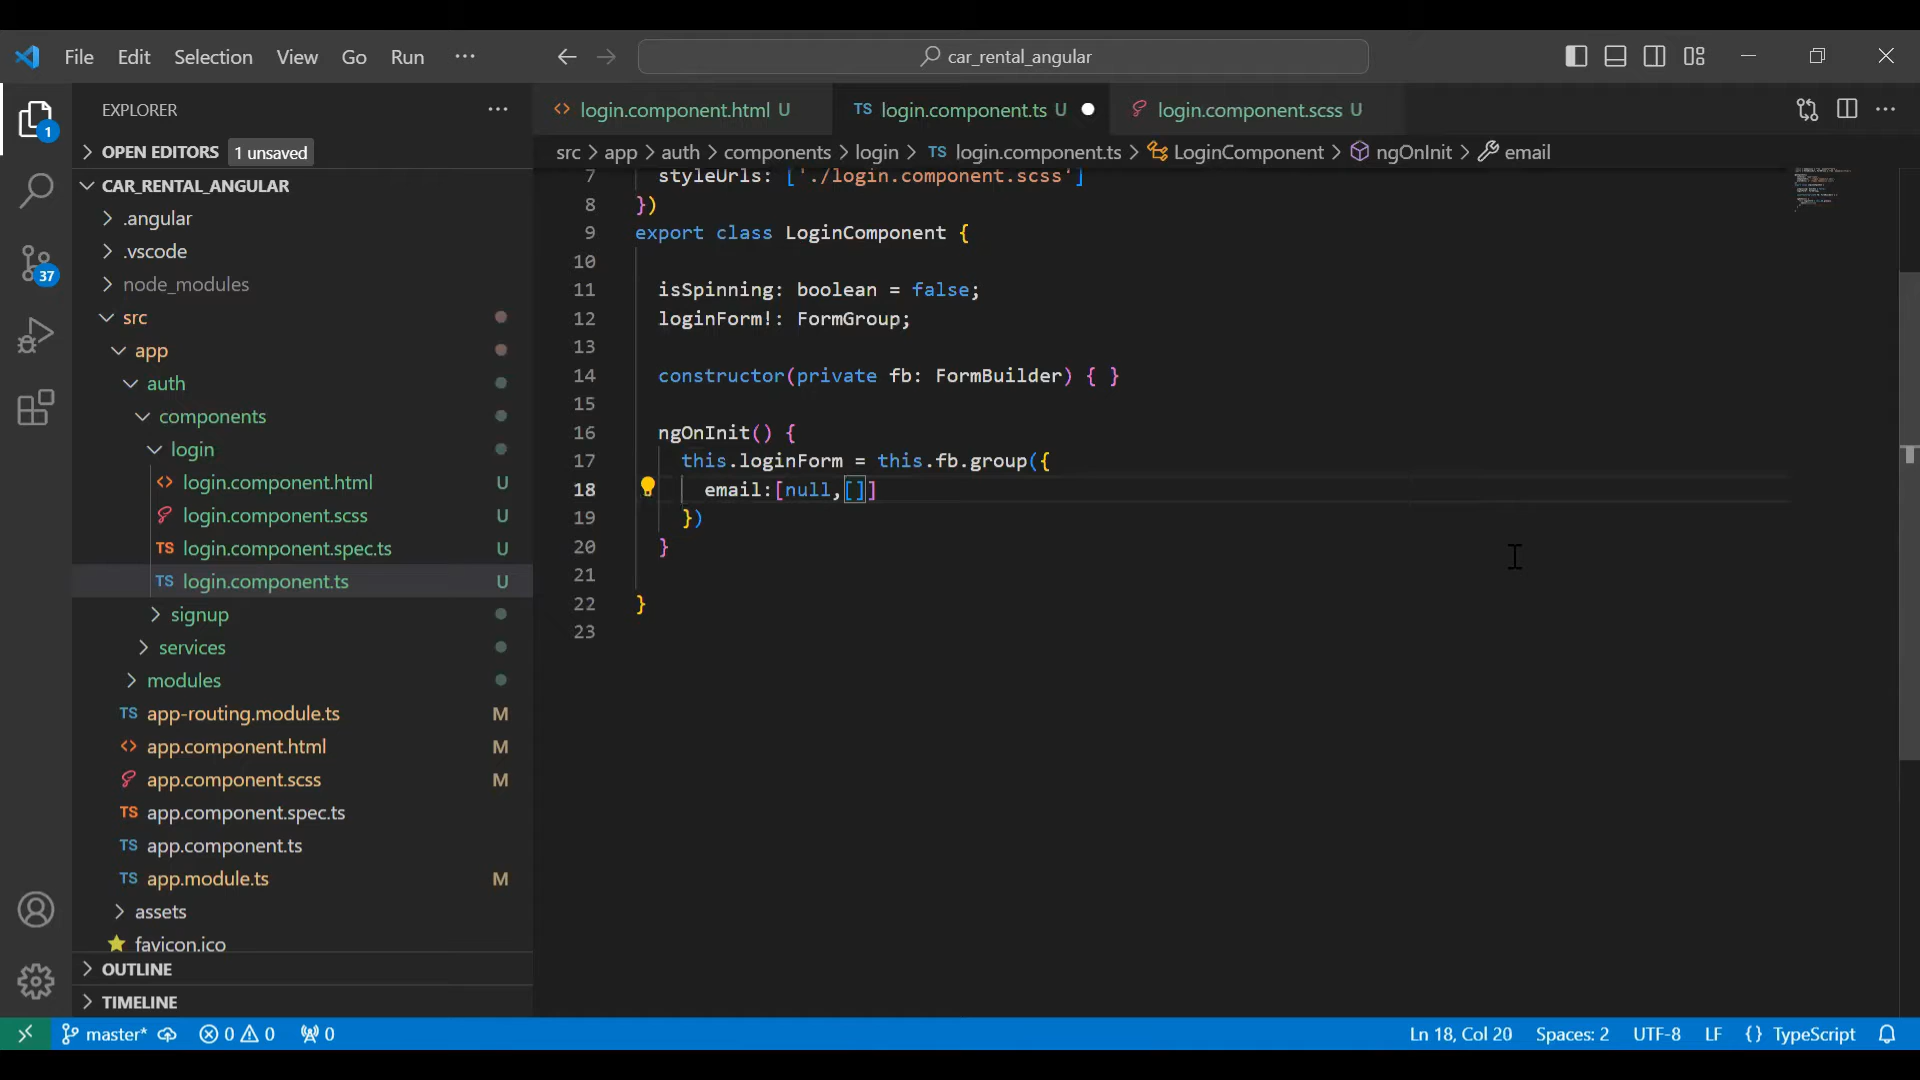 File Edit Selection View Go Run ··· car_rental_angular
EXPLORER ···
OPEN EDITORS 1 unsaved
CAR_RENTAL_ANGULAR
.angular
.vscode
node_modules
src
app
auth
components
login
login.component.html U
login.component.scss U
login.component.spec.ts U
login.component.ts U
signup
services
modules
app-routing.module.ts M
app.component.html M
app.component.scss M
app.component.spec.ts
app.component.ts
app.module.ts M
assets
favicon.ico
OUTLINE
TIMELINE
1
37
login.component.html U TS login.component.ts U login.component.scss U
src > app > auth > components > login > TS login.component.ts > LoginComponent > ngOnInit > email
7 styleUrls: ['./login.component.scss']
8 })
9 export class LoginComponent {
10
11 isSpinning: boolean = false;
12 loginForm!: FormGroup;
13
14 constructor(private fb: FormBuilder) { }
15
16 ngOnInit() {
17 this.loginForm = this.fb.group({
18 email:[null,[]]
19 })
20 }
21
22 }
23
master* 0 0 0 Ln 18, Col 20 Spaces: 2 UTF-8 LF {} TypeScript